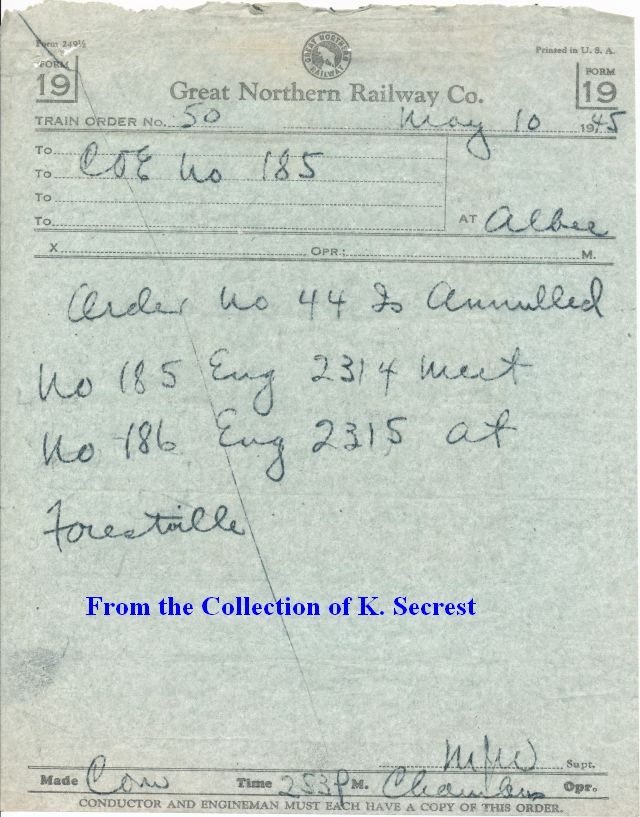 Form 249½
Printed in U. S. A.
GREAT NORTHERN RAILWAY
FORM 19
Great Northern Railway Co.
FORM 19
TRAIN ORDER No. 50 May 10 1945
To
To C&E No 185
To
To
AT Albee
X OPR: M.
Order No 44 Is Annulled
No 185 Eng 2314 meet
No 186 Eng 2315 at
Forestville
From the Collection of K. Secrest
Supt.
Made Com Time 253 P M. Chambers Opr.
CONDUCTOR AND ENGINEMAN MUST EACH HAVE A COPY OF THIS ORDER.